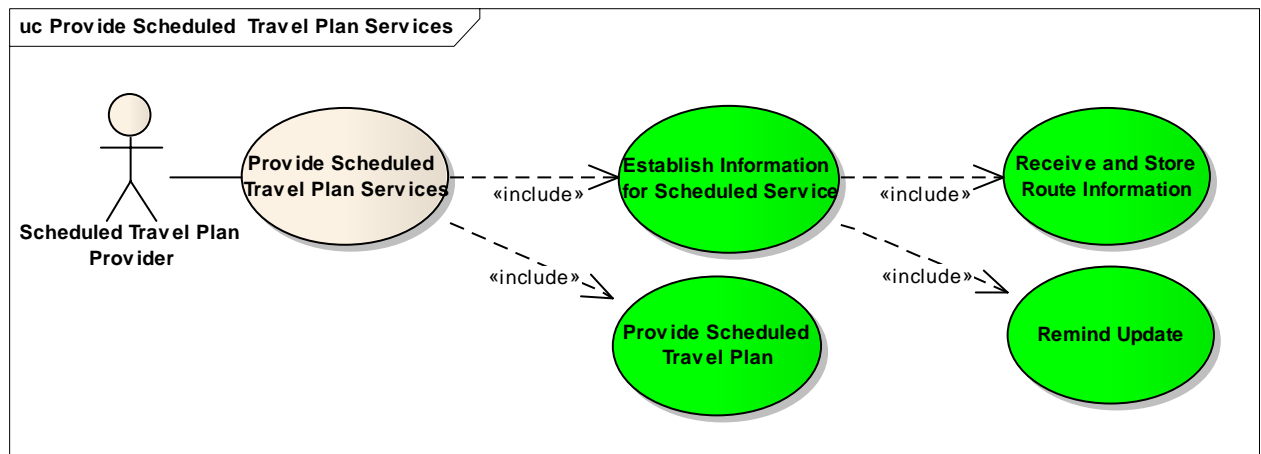 uc Provide Scheduled Travel Plan Services
Scheduled Travel Plan
Provider
Provide Scheduled
Travel Plan Services
«include»
«include»
Establish Information
for Scheduled Service
Provide Scheduled
Travel Plan
«include»
«include»
Receive and Store
Route Information
Remind Update